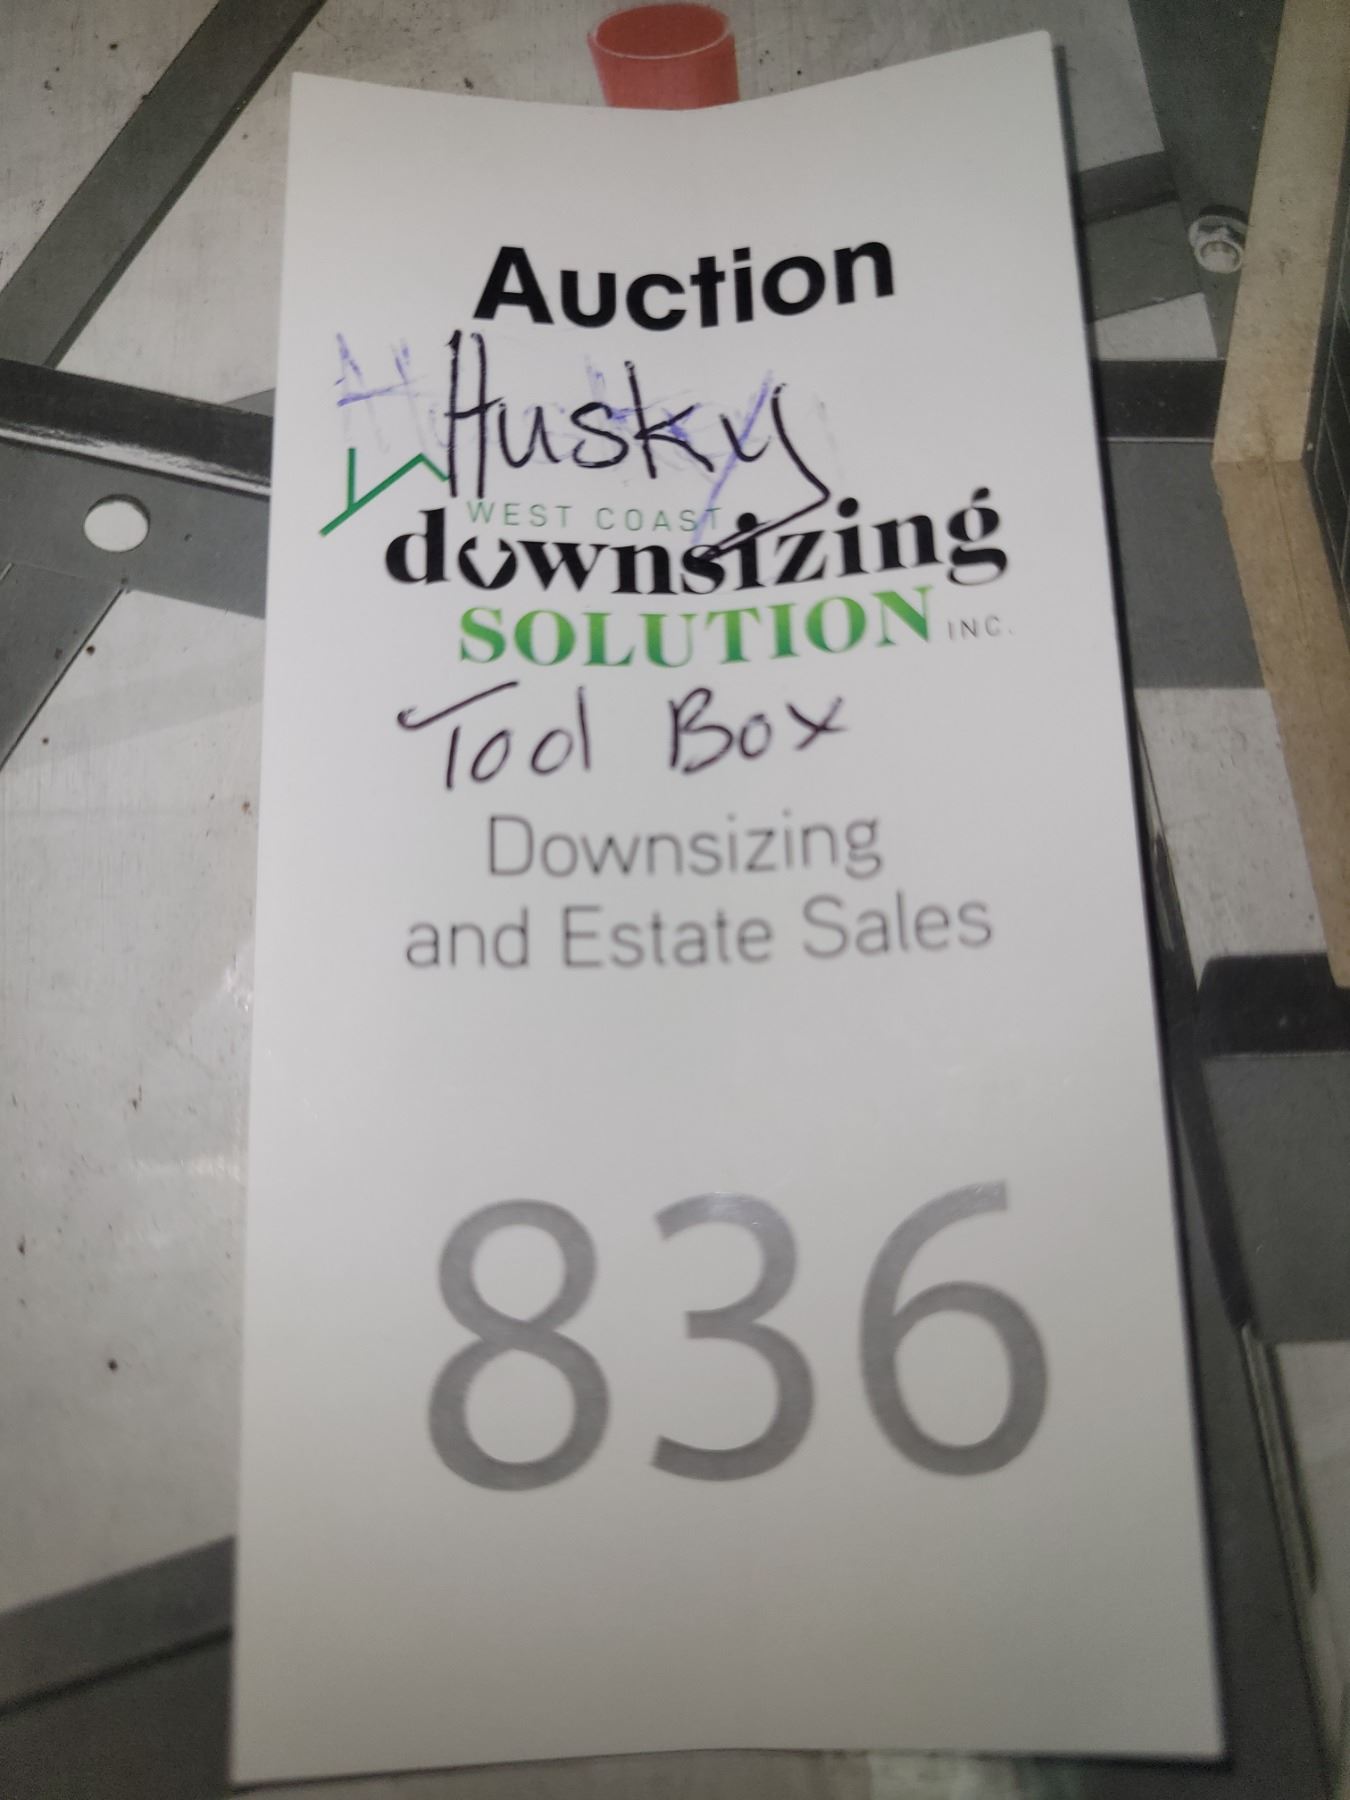 Auction
Husky
WEST COAST
downsizing
SOLUTION INC.
Tool Box
Downsizing
and Estate Sales
836